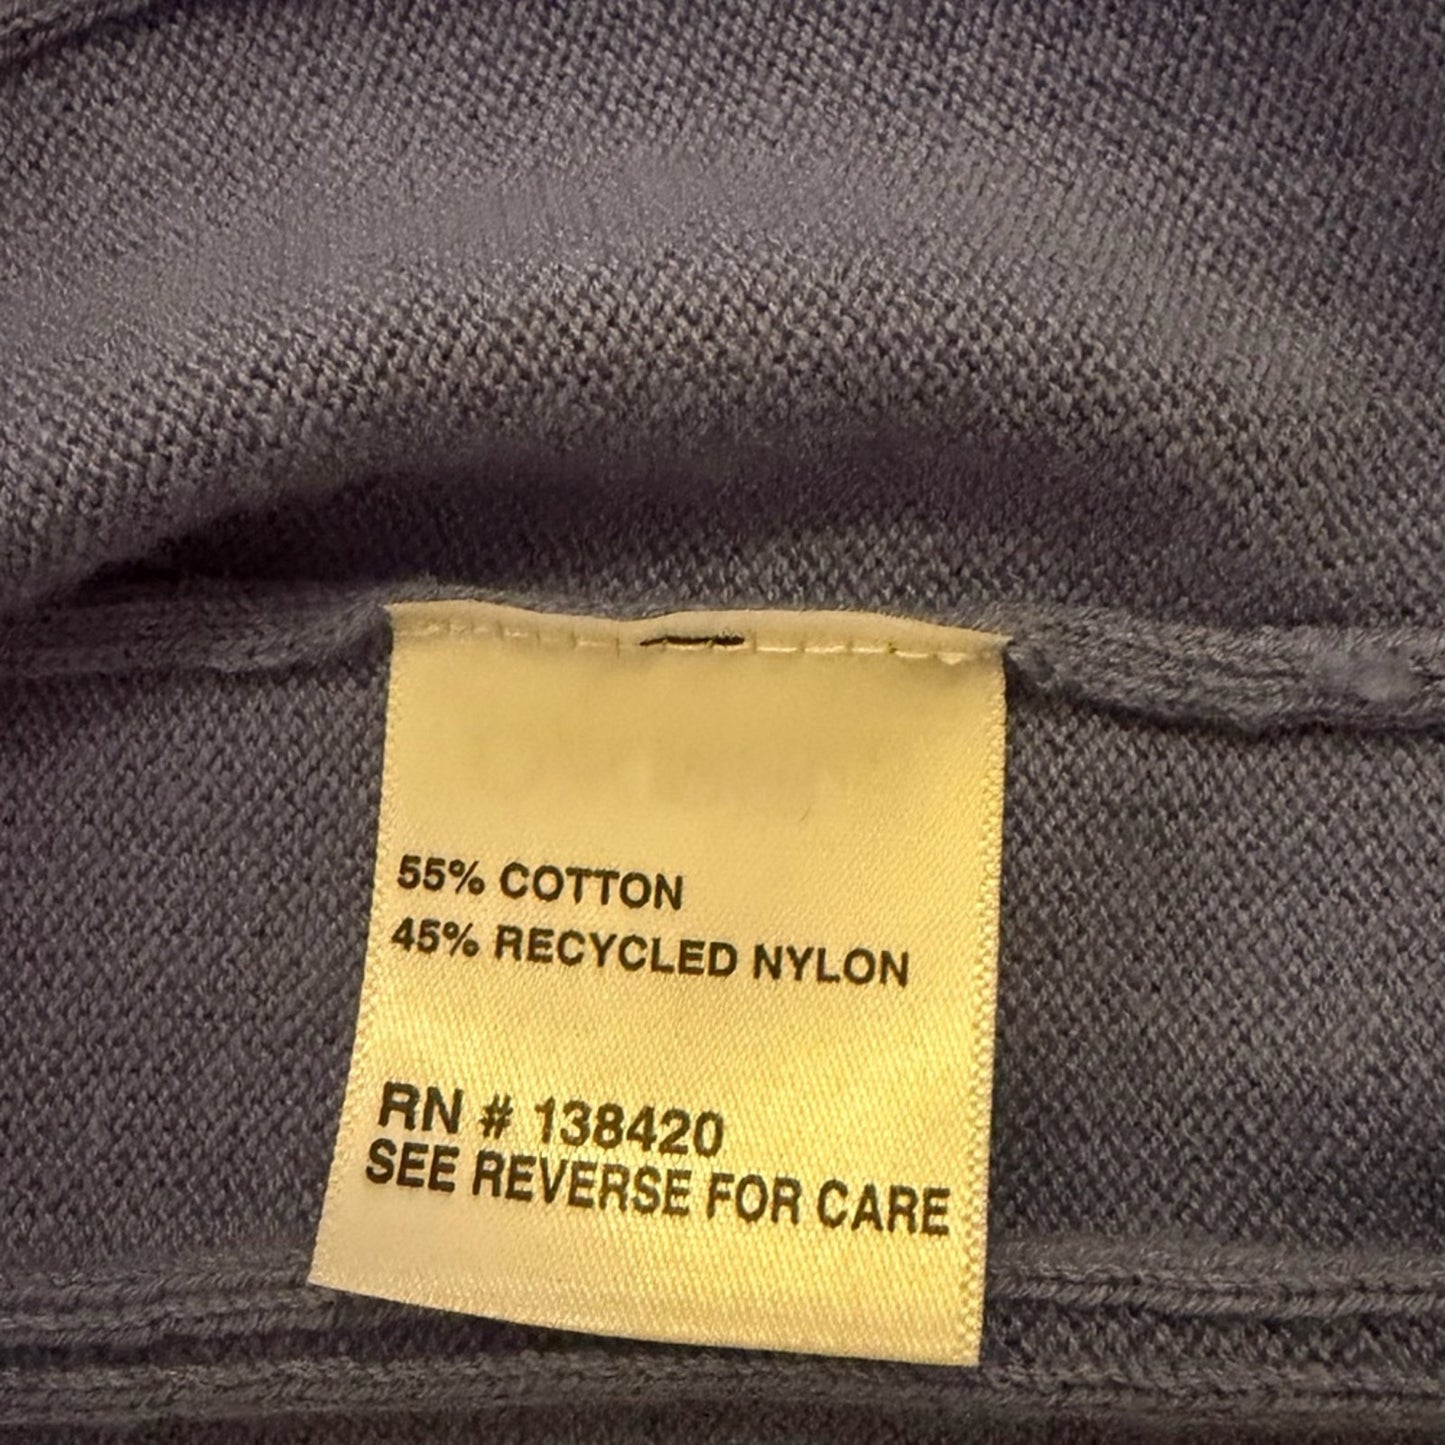 55% COTTON
45% RECYCLED NYLON
RN # 138420
SEE REVERSE FOR CARE